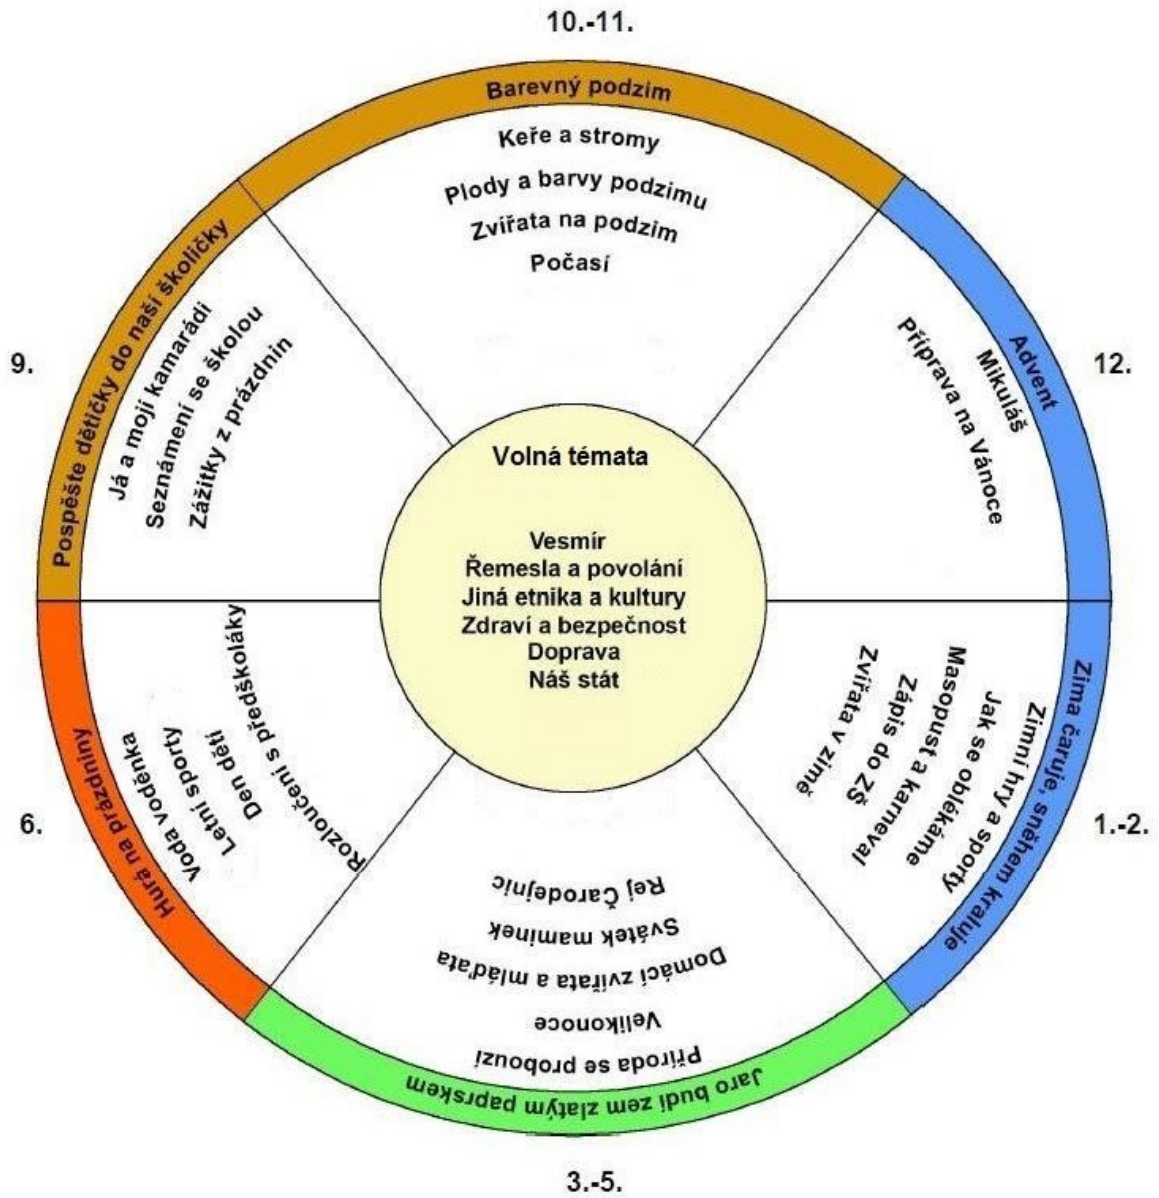 10.-11.
Barevný podzim
Keře a stromy
Plody a barvy podzimu
Zvířata na podzim
Počasí
12.
Advent
Mikuláš
Příprava na Vánoce
1.-2.
Zima čaruje, sněhem kraluje
Zimní hry a sporty
Jak se oblékáme
Masopust a karneval
Zápis do ZŠ
Zvířata v zimě
3.-5.
Jaro budí zem zlatým paprskem
Příroda se probouzí
Velikonoce
Domácí zvířata a mláďata
Svátek maminek
Rej Čarodejnic
6.
Hurá na prázdniny
Voda voděnka
Letní sporty
Den dětí
Rozloučení s předškoláky
9.
Pospěšte dětičky do naší školičky
Já a mojí kamarádi
Seznámení se školou
Zážitky z prázdnin
Volná témata
Vesmír
Řemesla a povolání
Jiná etnika a kultury
Zdraví a bezpečnost
Doprava
Náš stát